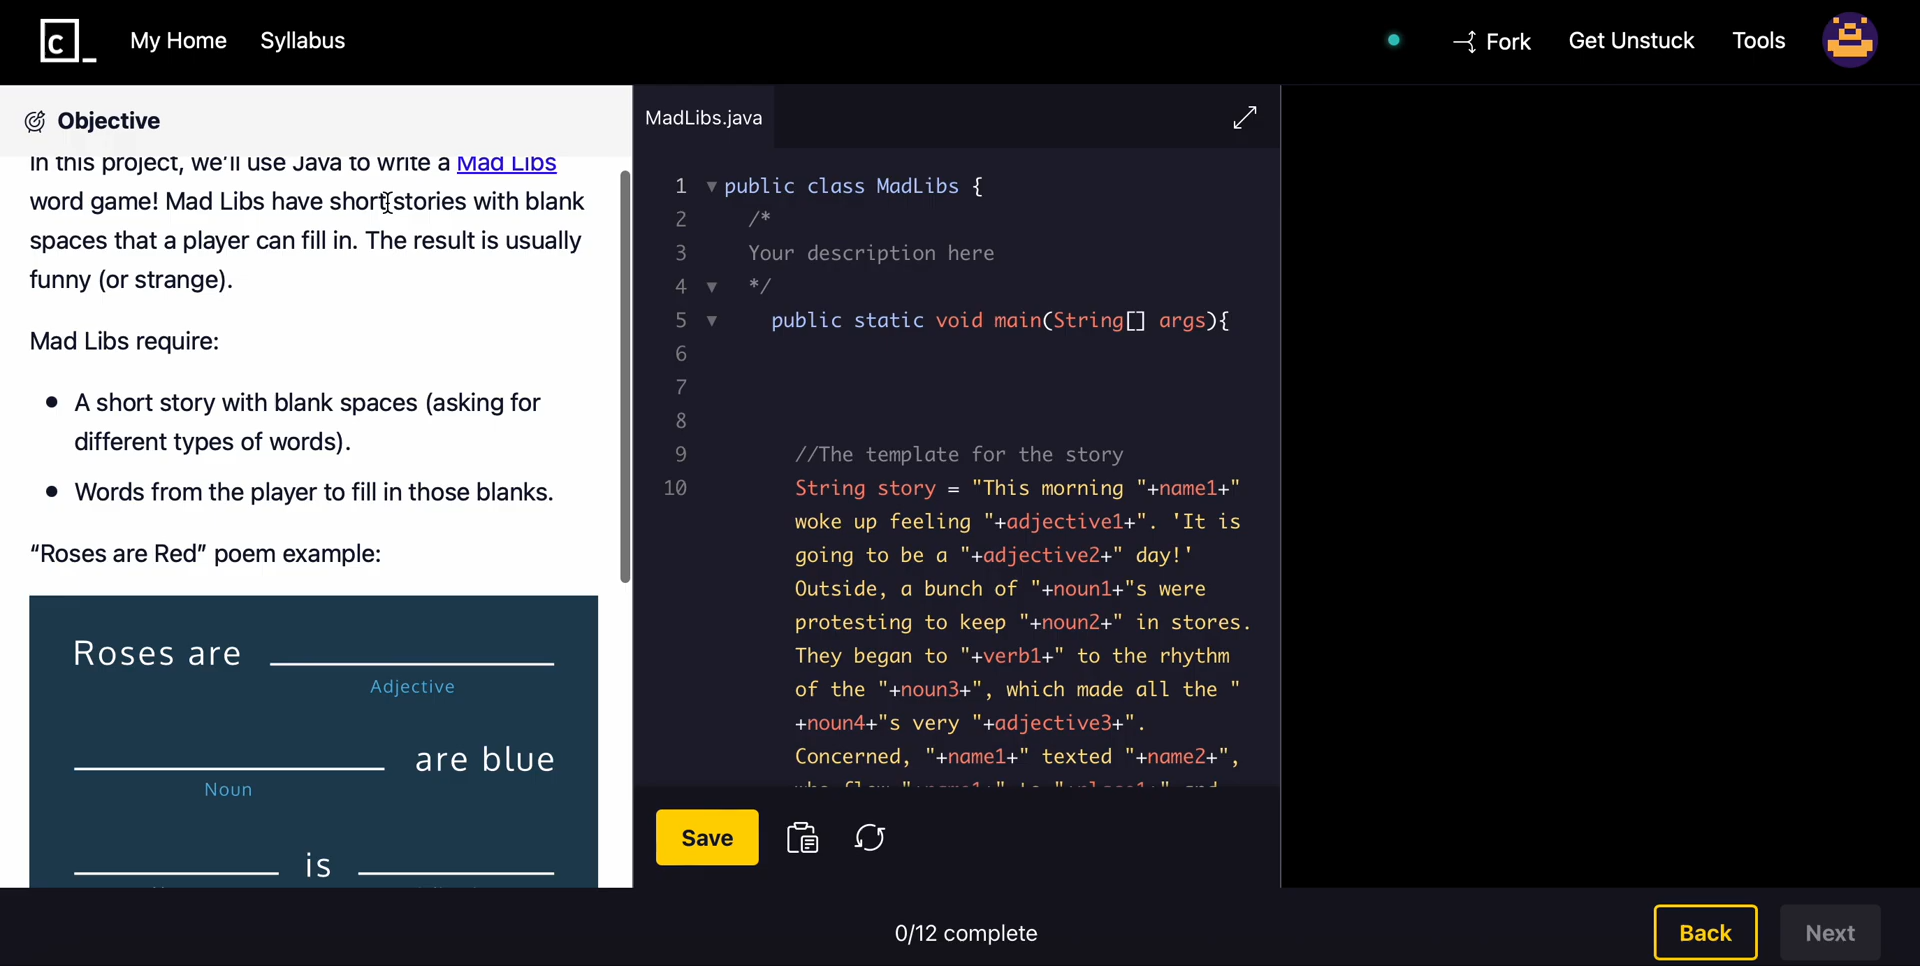 c
My Home
Syllabus
Fork
Get Unstuck
Tools
Objective
In this project, we'll use Java to write a Mad Libs
word game! Mad Libs have short stories with blank
spaces that a player can fill in. The result is usually
funny (or strange).
Mad Libs require:
A short story with blank spaces (asking for
different types of words).
Words from the player to fill in those blanks.
“Roses are Red” poem example:
Roses are
Adjective
are blue
Noun
is
MadLibs.java
1 public class MadLibs {
2 /*
3 Your description here
4 */
5 public static void main(String[] args){
6
7
8
9 //The template for the story
10 String story = "This morning "+name1+"
woke up feeling "+adjective1+". 'It is
going to be a "+adjective2+" day!'
Outside, a bunch of "+noun1+"s were
protesting to keep "+noun2+" in stores.
They began to "+verb1+" to the rhythm
of the "+noun3+", which made all the "
+noun4+"s very "+adjective3+".
Concerned, "+name1+" texted "+name2+",
Save
0/12 complete
Back
Next